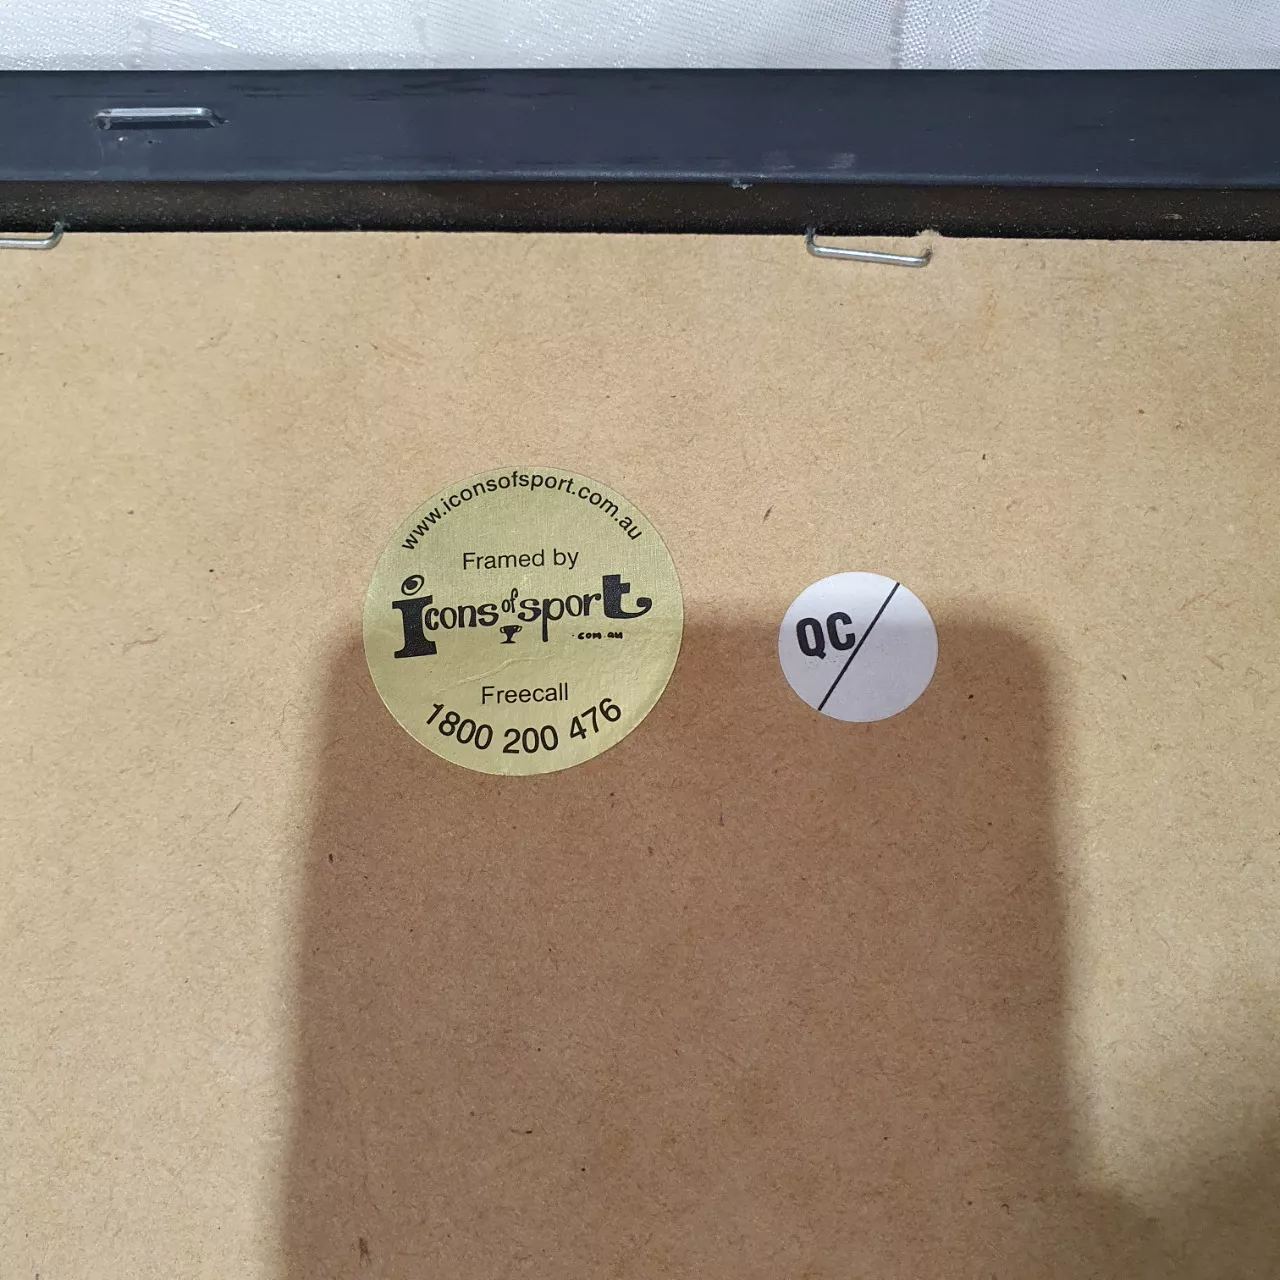 www.iconsofsport.com.au
Framed by
icons of sport
.com.au
Freecall
1800 200 476
QC